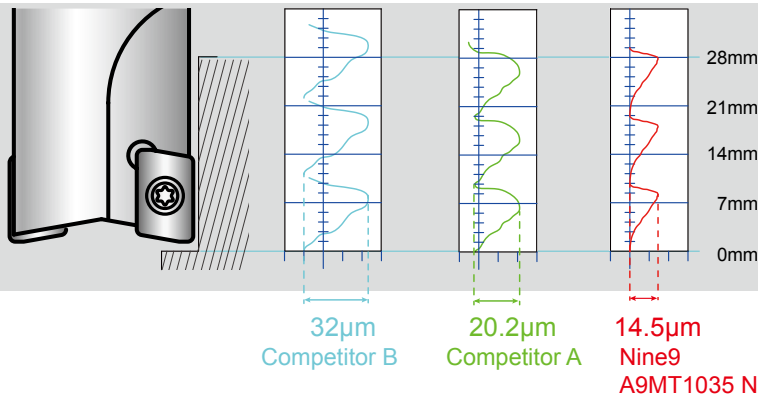 28mm
21mm
14mm
7mm
0mm
32µm
Competitor B
20.2µm
Competitor A
14.5µm
Nine9
A9MT1035 N